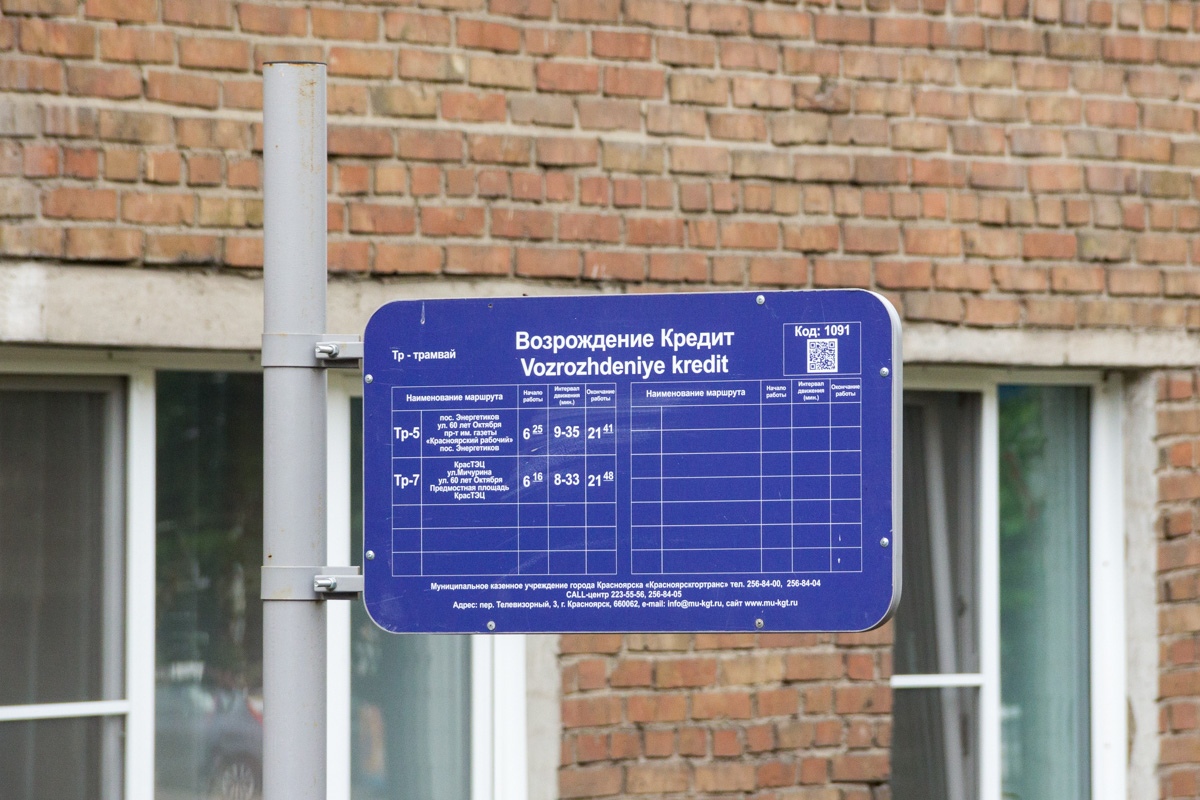 Возрождение Кредит
Vozrozhdeniye kredit
Тр - трамвай
Код: 1091
Наименование маршрута
Начало
работы
Интервал
движения
(мин.)
Окончание
работы
Тр-5
пос. Энергетиков
ул. 60 лет Октября
пр-т им. газеты
«Красноярский рабочий»
пос. Энергетиков
6 25
9-35
21 41
Тр-7
КрасТЭЦ
ул.Мичурина
ул. 60 лет Октября
Предмостная площадь
КрасТЭЦ
6 16
8-33
21 48
Наименование маршрута
Начало
работы
Интервал
движения
(мин.)
Окончание
работы
Муниципальное казенное учреждение города Красноярска «Красноярскгортранс» тел. 256-84-00, 256-84-04
CALL-центр 223-55-56, 256-84-05
Адрес: пер. Телевизорный, 3, г. Красноярск, 660062, e-mail: info@mu-kgt.ru, сайт www.mu-kgt.ru